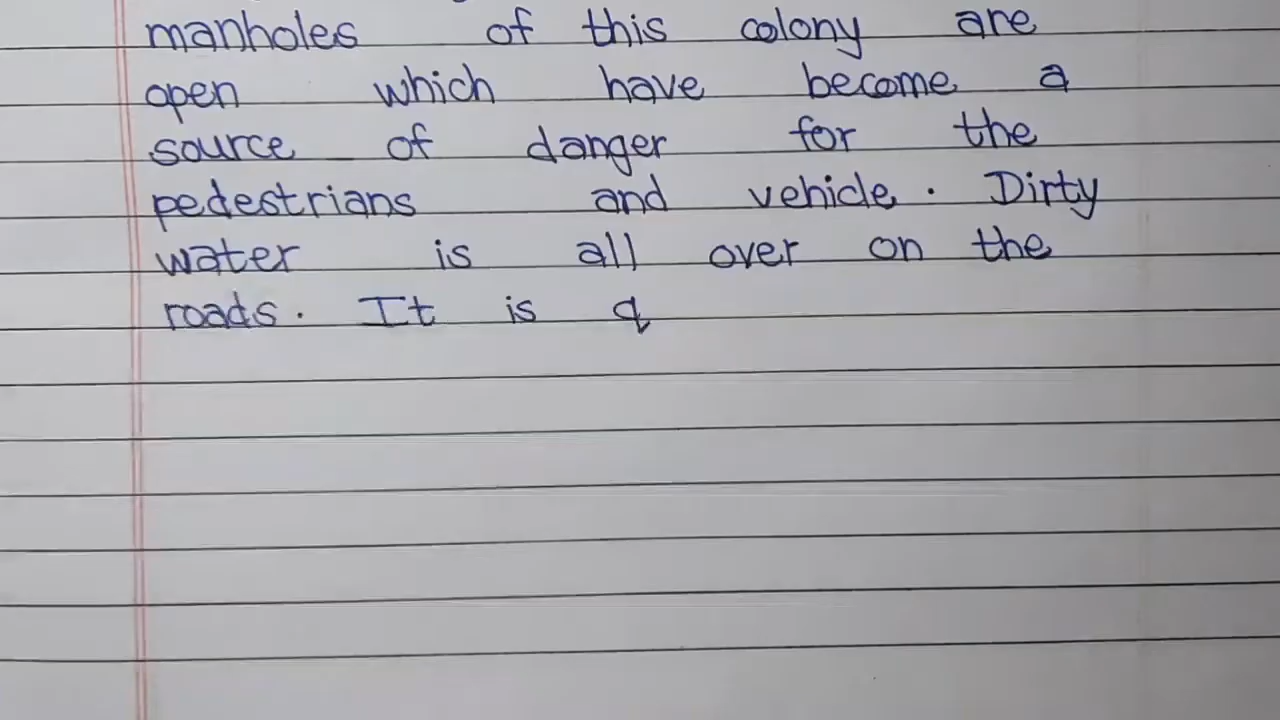 manholes of this colony are
open which have become a
source of danger for the
pedestrians and vehicle. Dirty
water is all over on the
roads. It is q